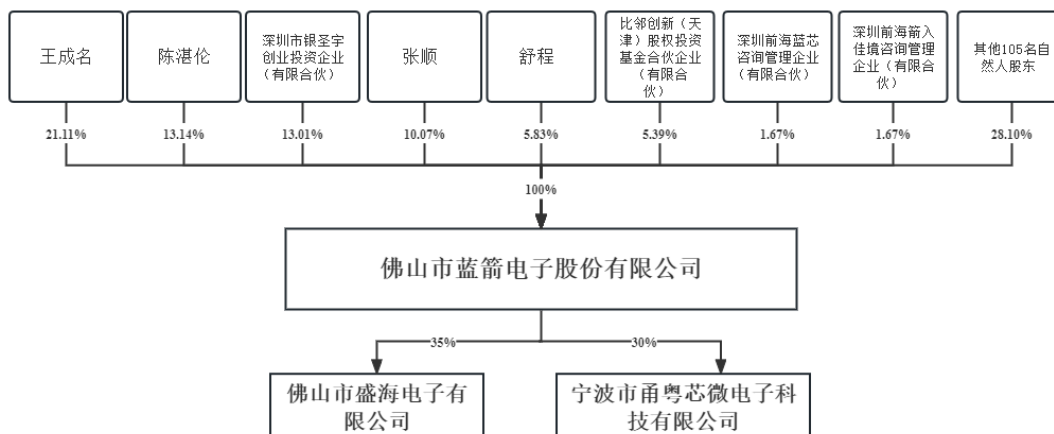 王成名
陈湛伦
深圳市银圣宇
创业投资企业
（有限合伙）
张顺
舒程
比邻创新（天
津）股权投资
基金合伙企业
（有限合
伙）
深圳前海蓝芯
咨询管理企业
（有限合伙）
深圳前海箭入
佳境咨询管理
企业（有限合
伙）
其他105名自
然人股东
21.11%
13.14%
13.01%
10.07%
5.83%
5.39%
1.67%
1.67%
28.10%
100%
佛山市蓝箭电子股份有限公司
35%
30%
佛山市盛海电子有
限公司
宁波市甬粤芯微电子科
技有限公司